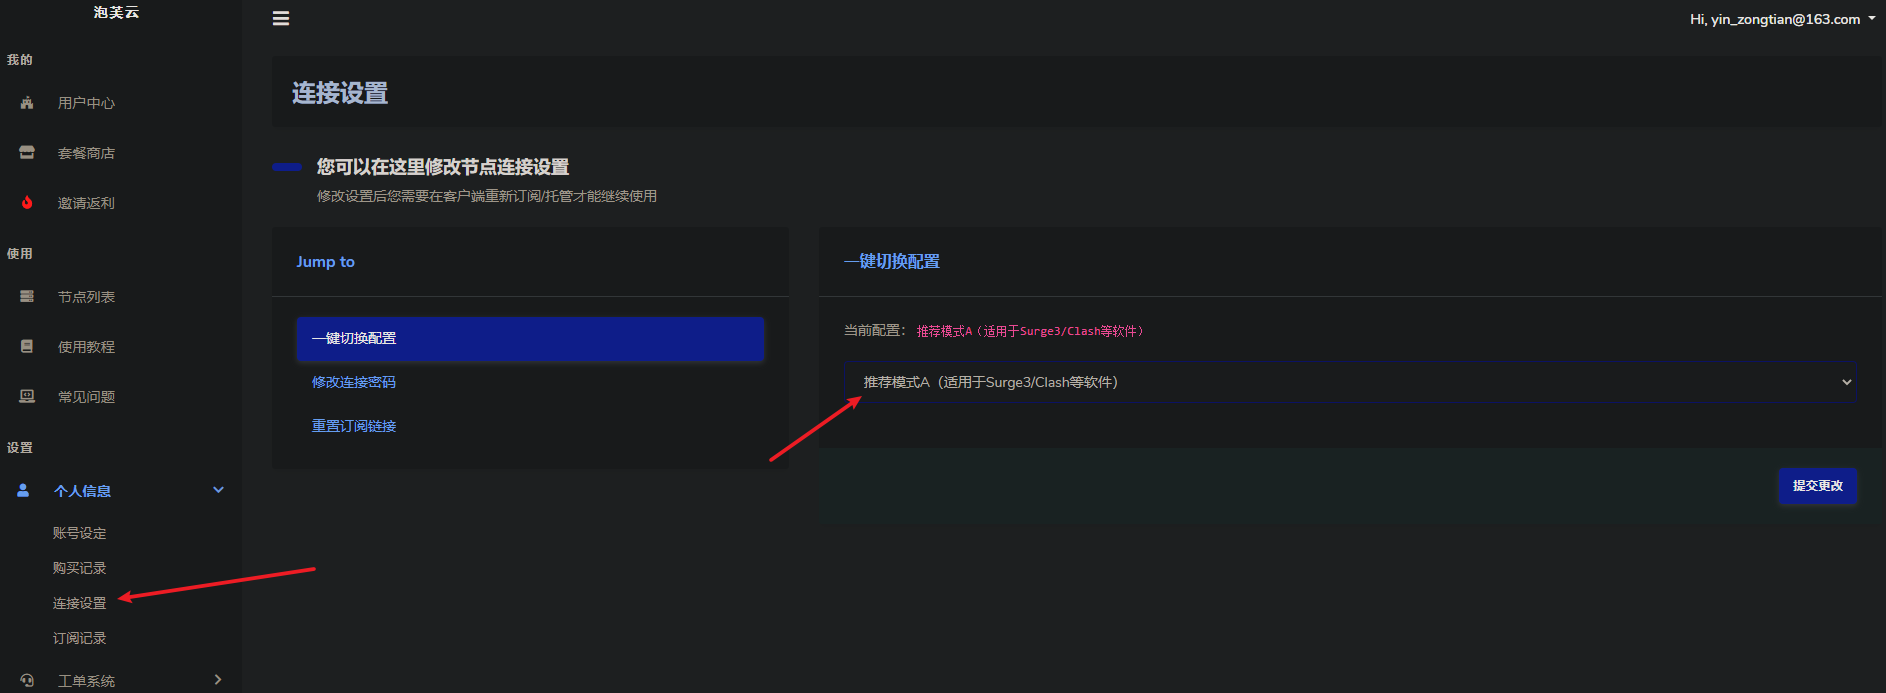 泡芙云
Hi, yin_zongtian@163.com
我的
用户中心
套餐商店
邀请返利
使用
节点列表
使用教程
常见问题
设置
个人信息
账号设定
购买记录
连接设置
订阅记录
工单系统
连接设置
您可以在这里修改节点连接设置
修改设置后您需要在客户端重新订阅/托管才能继续使用
Jump to
一键切换配置
修改连接密码
重置订阅链接
一键切换配置
当前配置： 推荐模式A（适用于Surge3/Clash等软件）
推荐模式A（适用于Surge3/Clash等软件）
提交更改